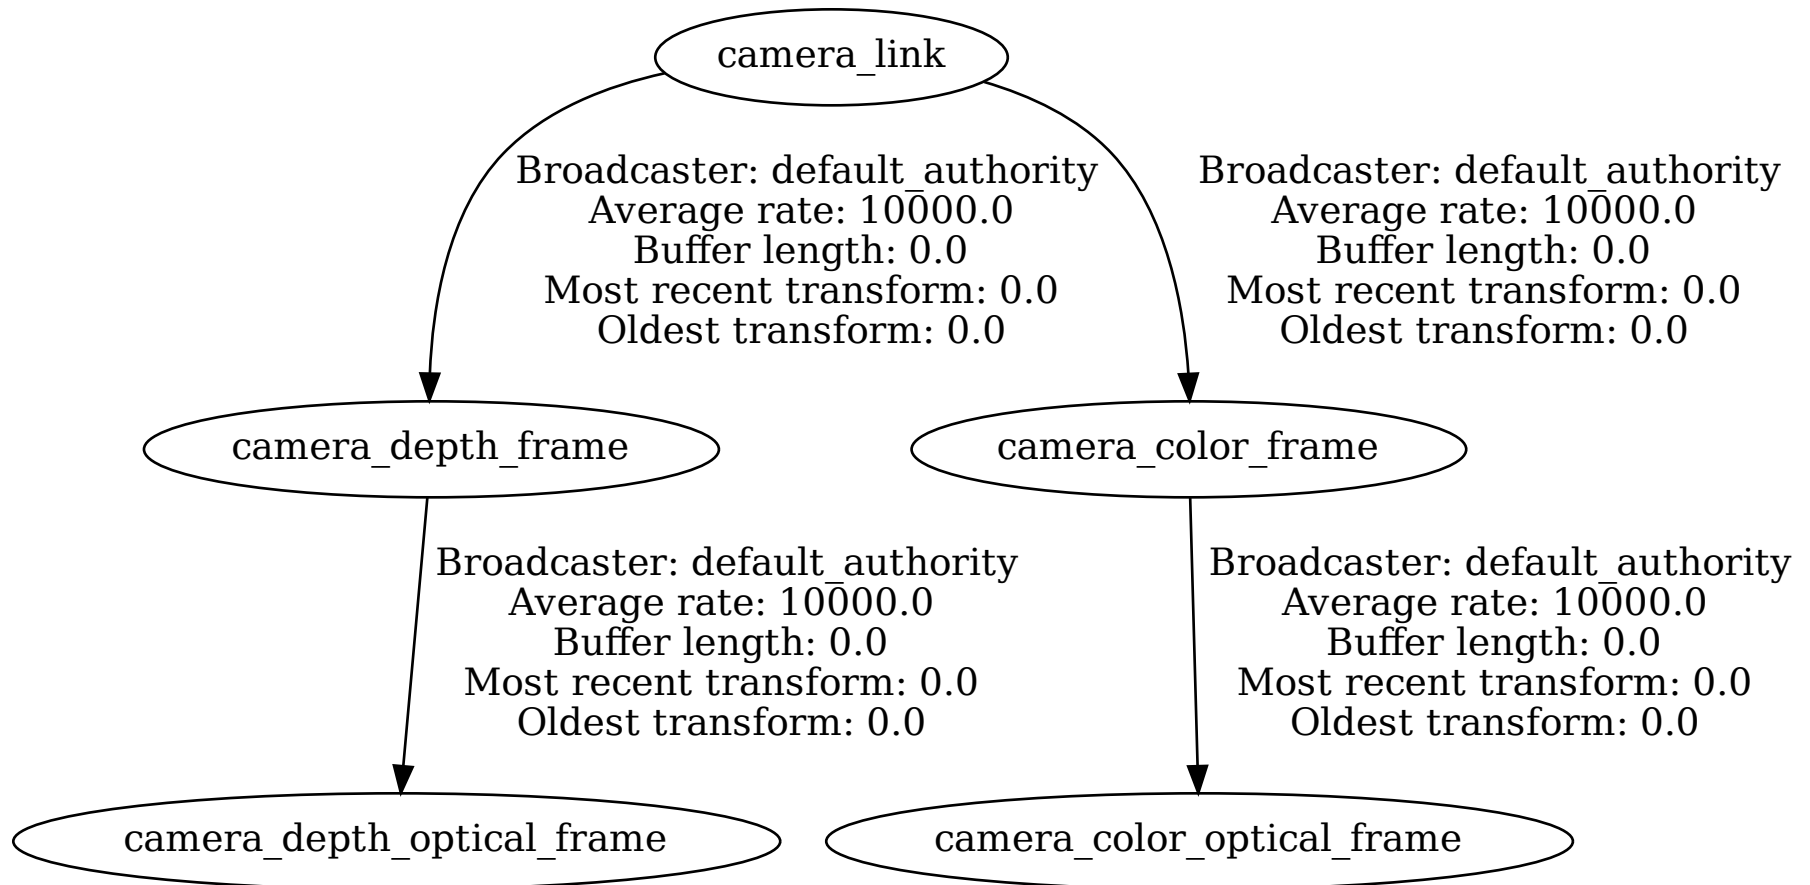 camera_link
Broadcaster: default_authority
Average rate: 10000.0
Buffer length: 0.0
Most recent transform: 0.0
Oldest transform: 0.0
Broadcaster: default_authority
Average rate: 10000.0
Buffer length: 0.0
Most recent transform: 0.0
Oldest transform: 0.0
camera_depth_frame
camera_color_frame
Broadcaster: default_authority
Average rate: 10000.0
Buffer length: 0.0
Most recent transform: 0.0
Oldest transform: 0.0
Broadcaster: default_authority
Average rate: 10000.0
Buffer length: 0.0
Most recent transform: 0.0
Oldest transform: 0.0
camera_depth_optical_frame
camera_color_optical_frame